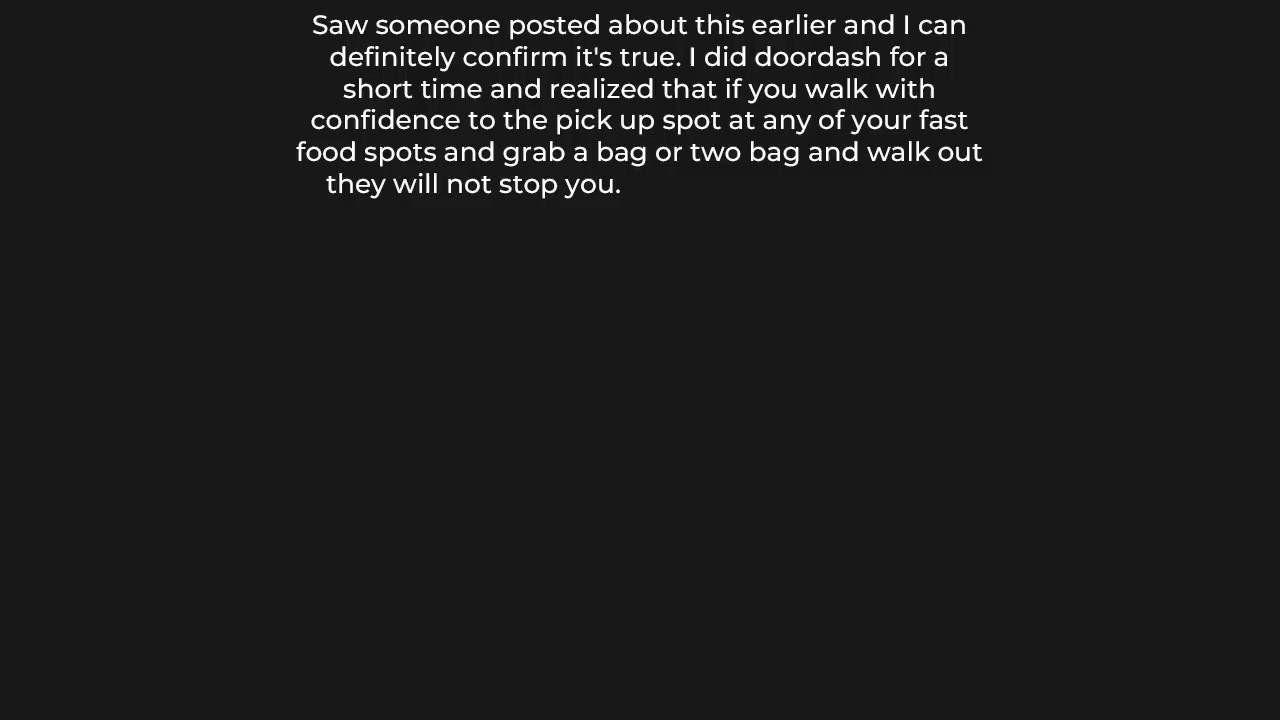 Saw someone posted about this earlier and I can
definitely confirm it's true. I did doordash for a
short time and realized that if you walk with
confidence to the pick up spot at any of your fast
food spots and grab a bag or two bag and walk out
they will not stop you.